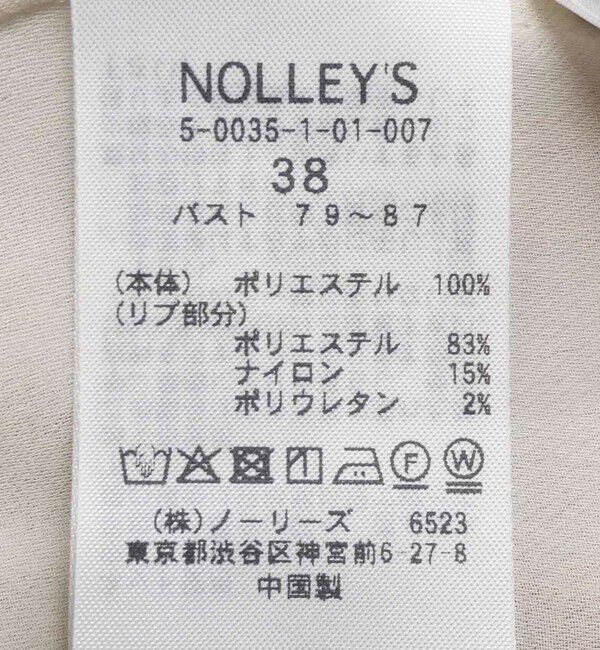 NOLLEY'S
5-0035-1-01-007
38
バスト 79~87
(本体) ポリエステル 100%
(リブ部分)
ポリエステル 83%
ナイロン 15%
ポリウレタン 2%
F W
(株)ノーリーズ 6523
東京都渋谷区神宮前6-27-8
中国製